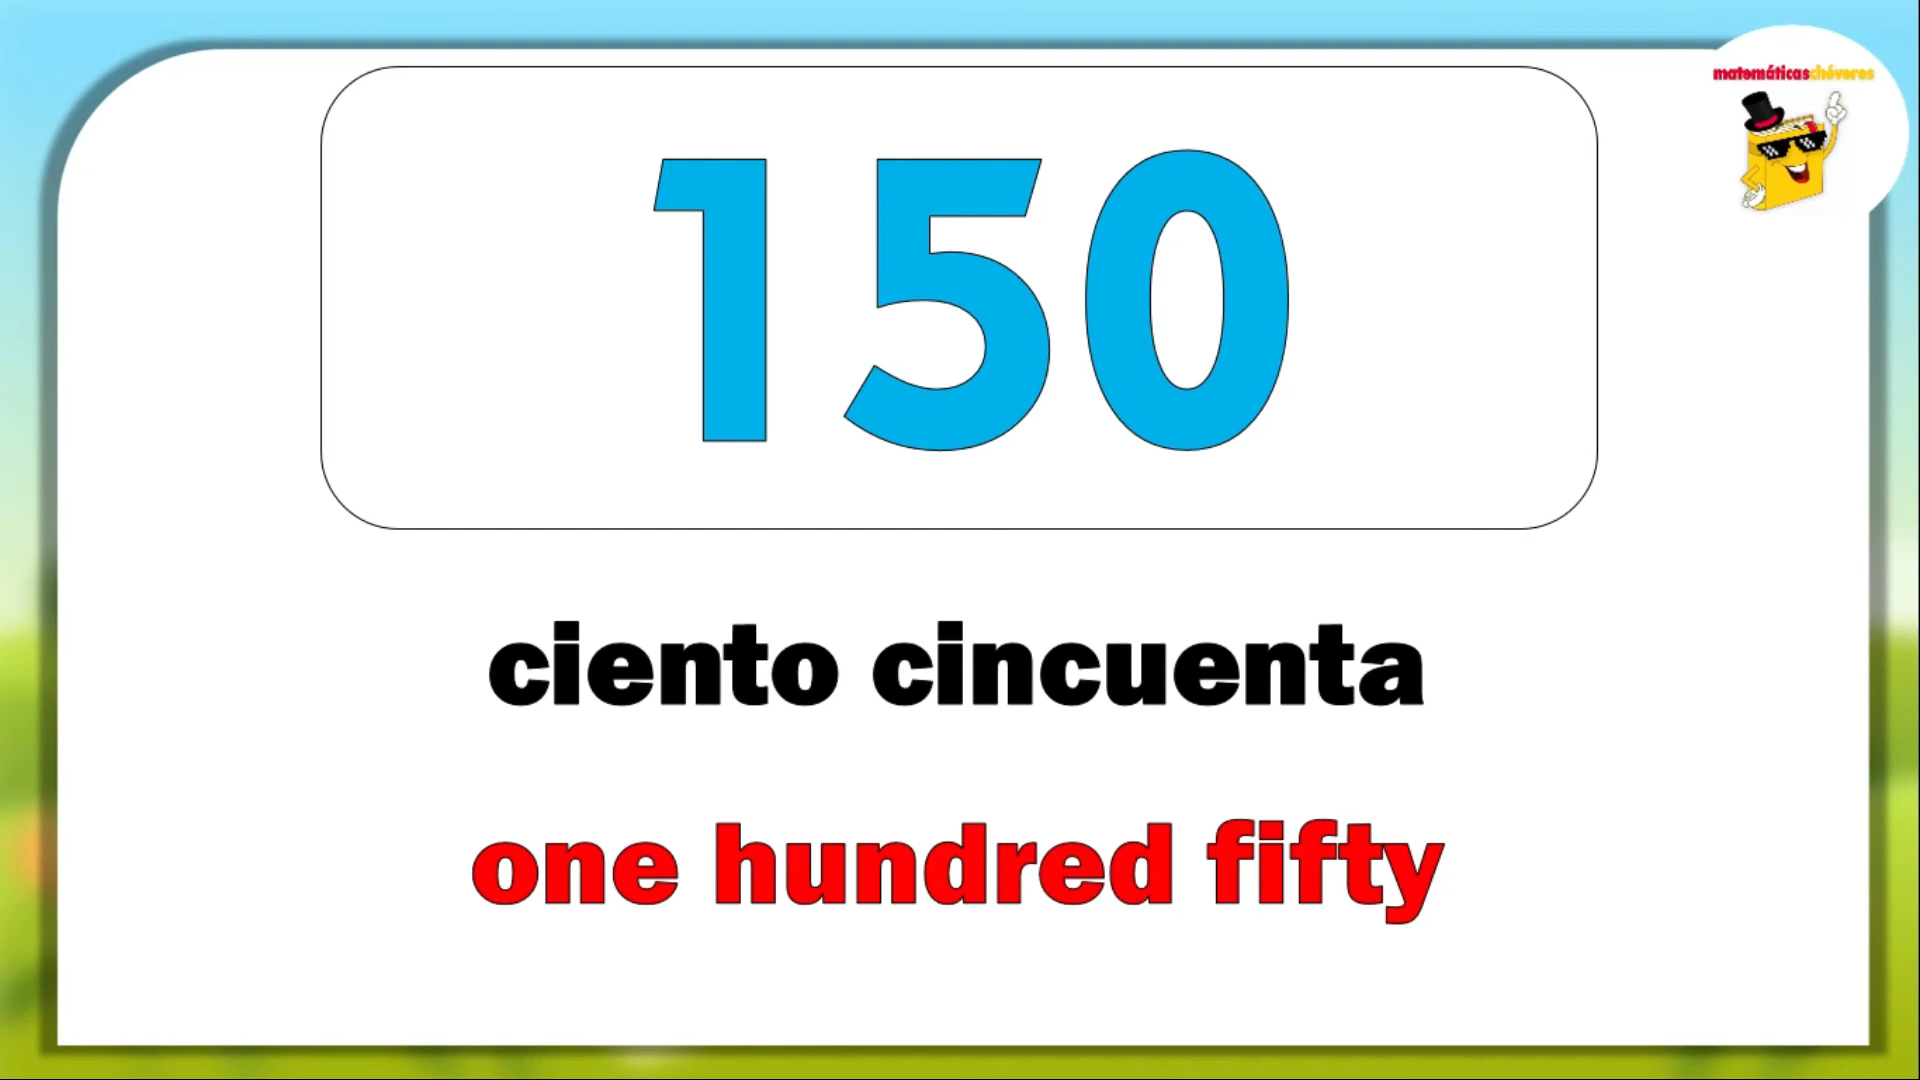 matemáticaschéveres
150
ciento cincuenta
one hundred fifty